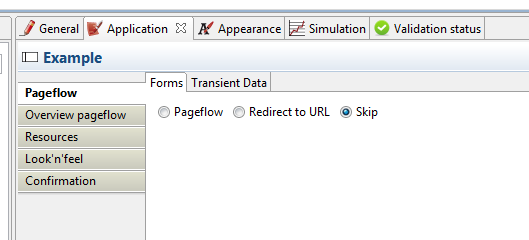 General Application Appearance Simulation Validation status
Example
Pageflow
Overview pageflow
Resources
Look'n'feel
Confirmation
Forms Transient Data
Pageflow Redirect to URL Skip